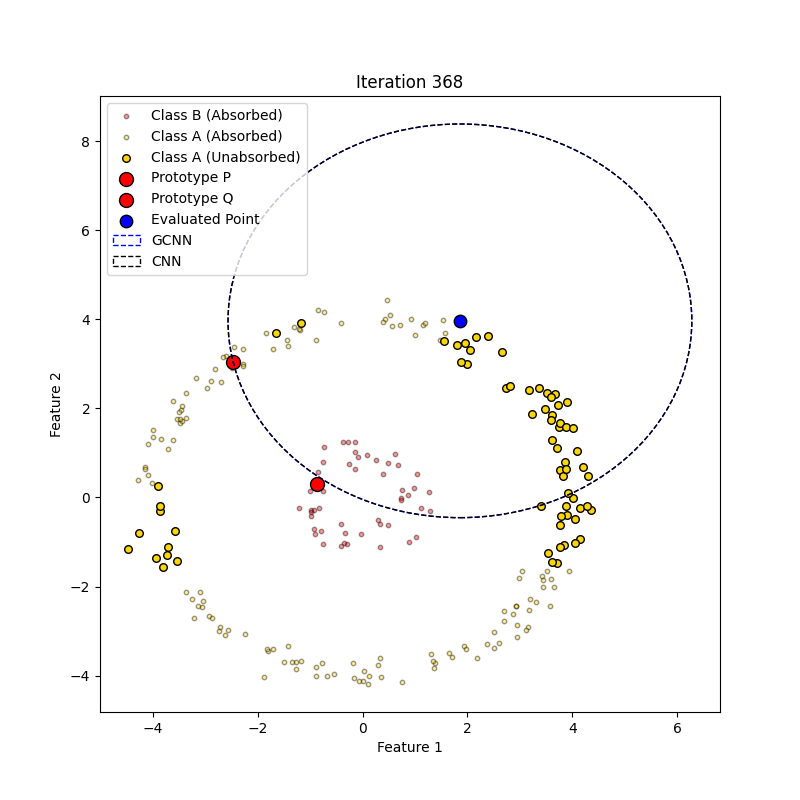 Iteration 368
Class B (Absorbed)
Class A (Absorbed)
Class A (Unabsorbed)
Prototype P
Prototype Q
Evaluated Point
GCNN
CNN
8
6
4
2
0
−2
−4
Feature 2
−4 −2 0 2 4 6
Feature 1